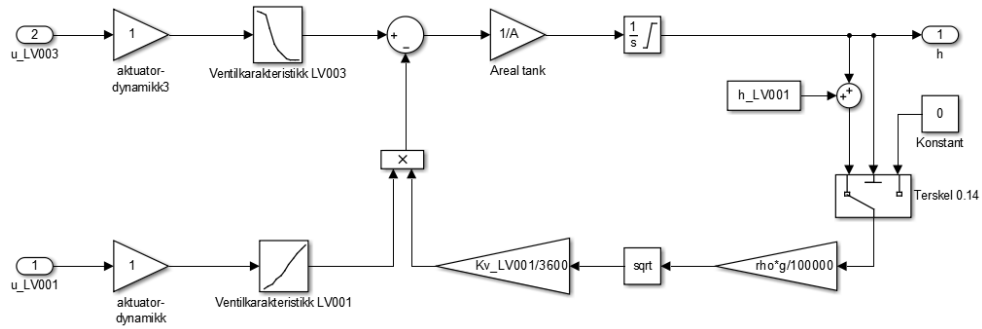 2
u_LV003
1
aktuator-
dynamikk3
Ventilkarakteristikk LV003
+
−
1/A
Areal tank
1
s
1
h
h_LV001
+
+
0
Konstant
Terskel 0.14
×
1
u_LV001
1
aktuator-
dynamikk
Ventilkarakteristikk LV001
Kv_LV001/3600
sqrt
rho*g/100000